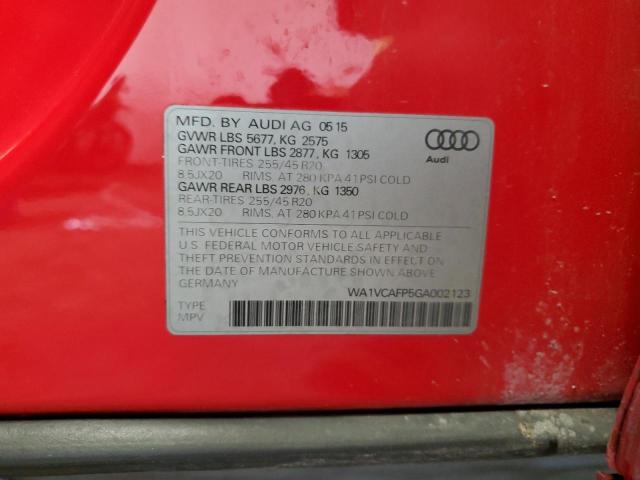 MFD. BY AUDI AG 05 15
GVWR LBS 5677, KG 2575
GAWR FRONT LBS 2877, KG 1305
FRONT-TIRES 255/45 R20
8.5JX20 RIMS, AT 280 KPA 41 PSI COLD
GAWR REAR LBS 2976, KG 1350
REAR-TIRES 255/45 R20
8.5JX20 RIMS, AT 280 KPA 41 PSI COLD
Audi
THIS VEHICLE CONFORMS TO ALL APPLICABLE
U.S. FEDERAL MOTOR VEHICLE SAFETY AND
THEFT PREVENTION STANDARDS IN EFFECT ON
THE DATE OF MANUFACTURE SHOWN ABOVE
GERMANY
WA1VCAFP5GA002123
TYPE
MPV